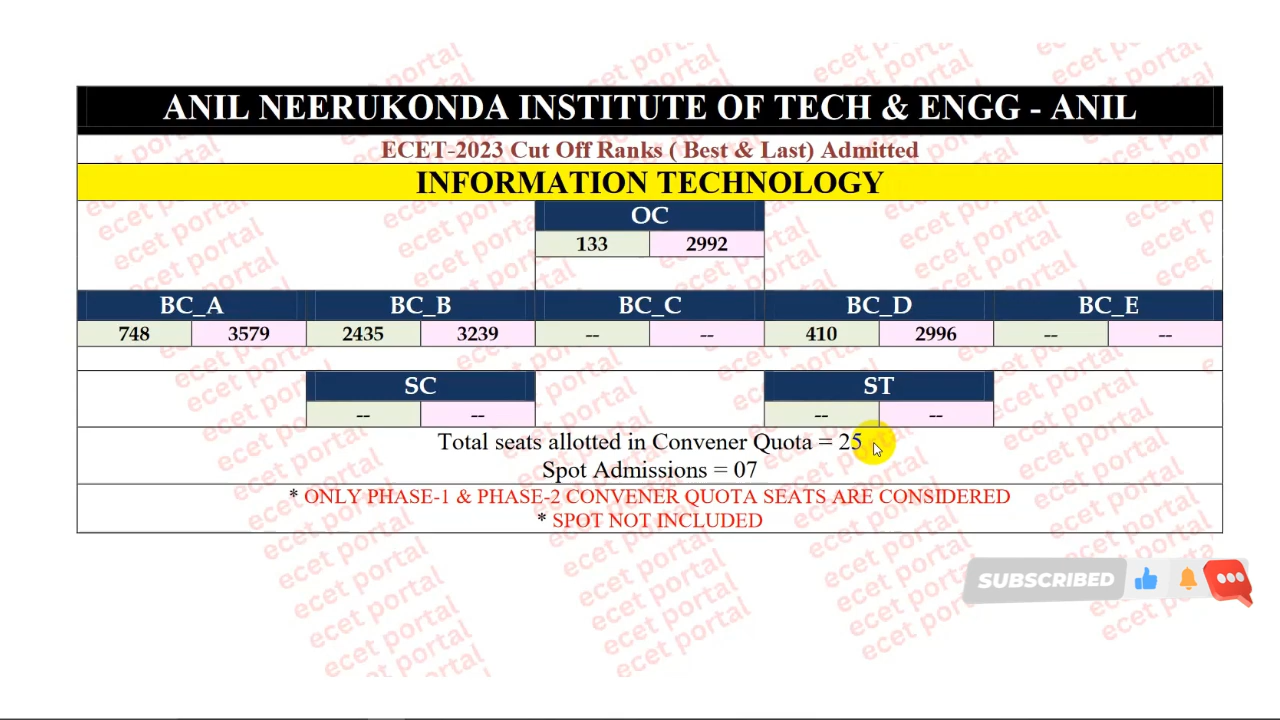 ANIL NEERUKONDA INSTITUTE OF TECH & ENGG - ANIL
ECET-2023 Cut Off Ranks ( Best & Last) Admitted
INFORMATION TECHNOLOGY
OC
133 2992
BC_A BC_B BC_C BC_D BC_E
748 3579 2435 3239 -- -- 410 2996 -- --
SC ST
-- -- -- --
Total seats allotted in Convener Quota = 25
Spot Admissions = 07
* ONLY PHASE-1 & PHASE-2 CONVENER QUOTA SEATS ARE CONSIDERED
* SPOT NOT INCLUDED
SUBSCRIBED
ecet portal